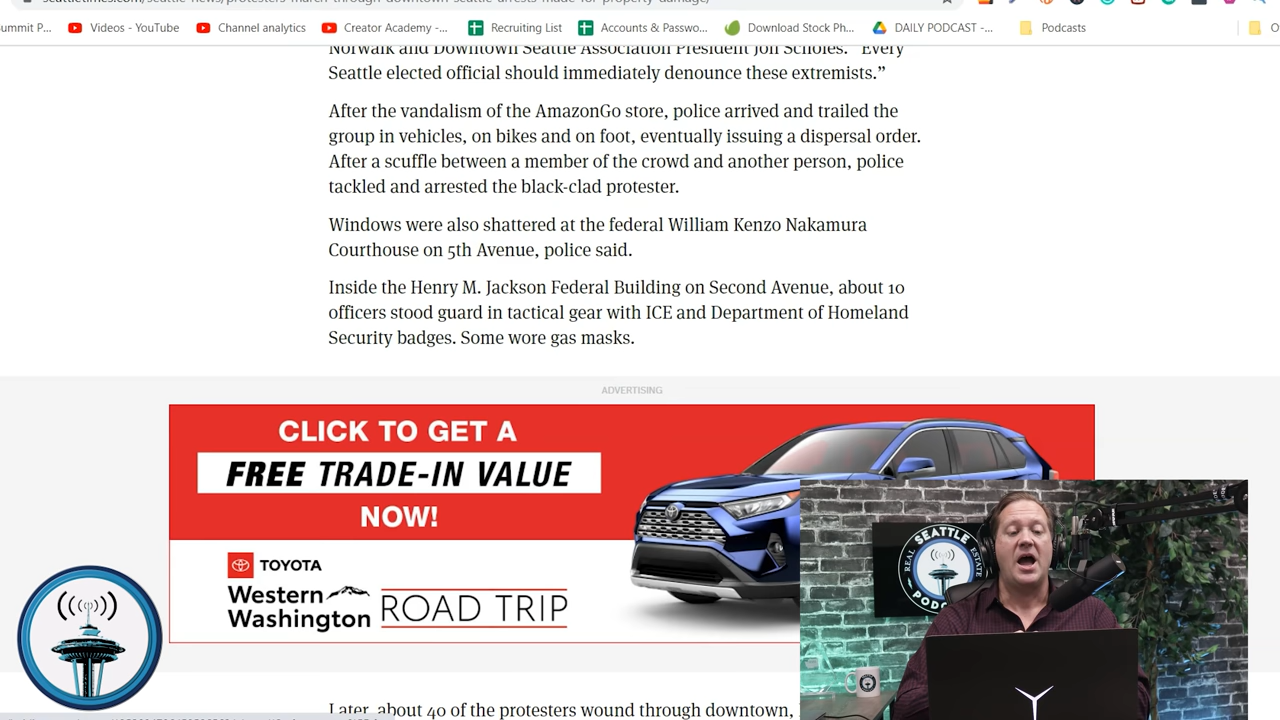 seattletimes.com/seattle-news/protesters-march-through-downtown-seattle-arrests-made-for-property-damage/
ummit P...
Videos - YouTube
Channel analytics
Creator Academy -...
Recruiting List
Accounts & Passwo...
Download Stock Ph...
DAILY PODCAST -...
Podcasts
O
Norwalk and Downtown Seattle Association President Jon Scholes. “Every
Seattle elected official should immediately denounce these extremists.”
After the vandalism of the AmazonGo store, police arrived and trailed the
group in vehicles, on bikes and on foot, eventually issuing a dispersal order.
After a scuffle between a member of the crowd and another person, police
tackled and arrested the black-clad protester.
Windows were also shattered at the federal William Kenzo Nakamura
Courthouse on 5th Avenue, police said.
Inside the Henry M. Jackson Federal Building on Second Avenue, about 10
officers stood guard in tactical gear with ICE and Department of Homeland
Security badges. Some wore gas masks.
ADVERTISING
CLICK TO GET A
FREE TRADE-IN VALUE
NOW!
TOYOTA
Western
Washington
ROAD TRIP
REAL SEATTLE ESTATE
PODC
Later, about 40 of the protesters wound through downtown,